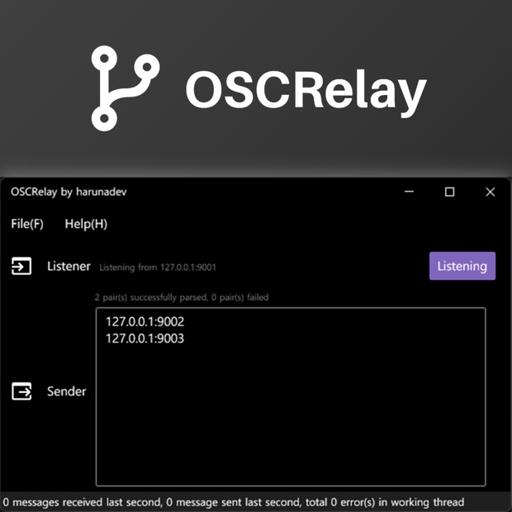 OSCRelay
OSCRelay by harunadev
File(F) Help(H)
Listener Listening from 127.0.0.1:9001 Listening
2 pair(s) successfully parsed, 0 pair(s) failed
127.0.0.1:9002
127.0.0.1:9003
Sender
0 messages received last second, 0 message sent last second, total 0 error(s) in working thread